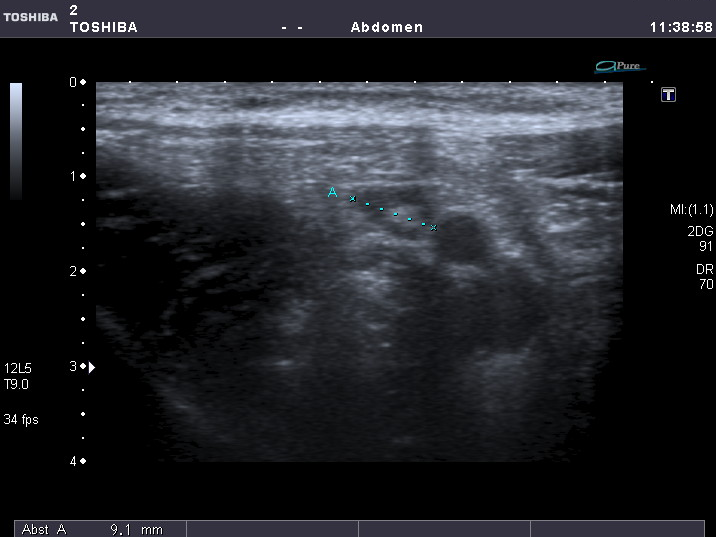 TOSHIBA
2
TOSHIBA - - Abdomen 11:38:58
aPure
T
0
1
2
3
4
A
MI:(1.1)
2DG
91
DR
70
12L5
T9.0
34 fps
Abst A 9.1 mm